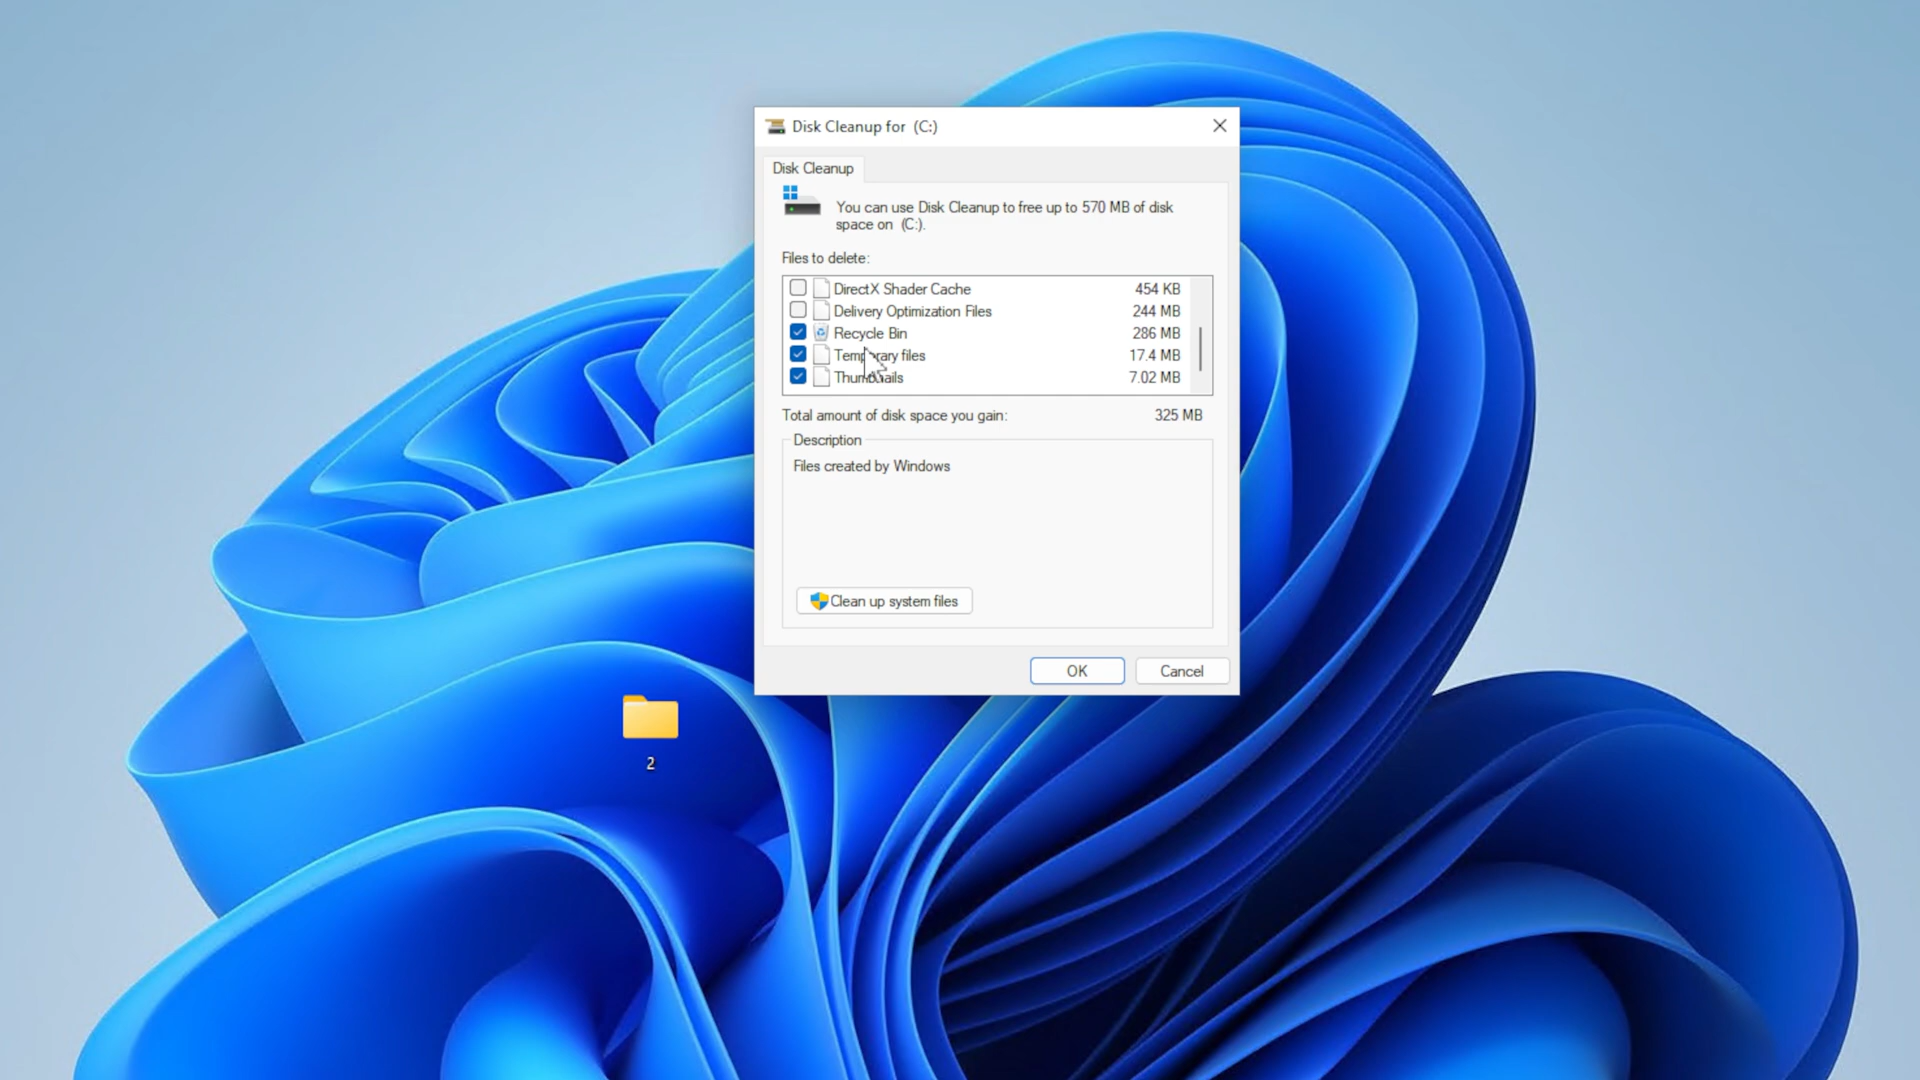 Disk Cleanup for (C:)
Disk Cleanup
You can use Disk Cleanup to free up to 570 MB of disk
space on (C:).
Files to delete:
DirectX Shader Cache 454 KB
Delivery Optimization Files 244 MB
Recycle Bin 286 MB
Temporary files 17.4 MB
Thumbnails 7.02 MB
Total amount of disk space you gain: 325 MB
Description
Files created by Windows
Clean up system files
OK Cancel
2